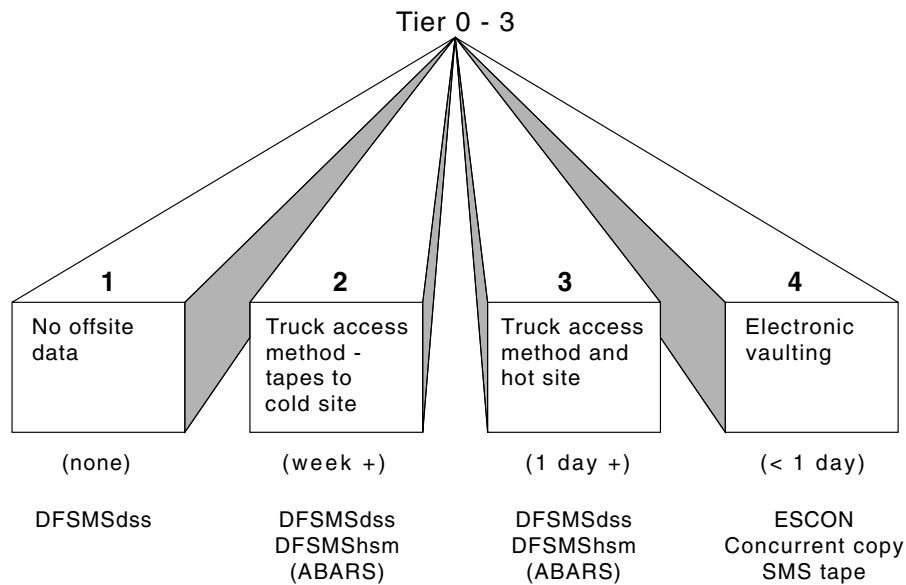 Tier 0 - 3
1
No offsite
data
(none)
DFSMSdss
2
Truck access
method -
tapes to
cold site
(week +)
DFSMSdss
DFSMShsm
(ABARS)
3
Truck access
method and
hot site
(1 day +)
DFSMSdss
DFSMShsm
(ABARS)
4
Electronic
vaulting
(< 1 day)
ESCON
Concurrent copy
SMS tape